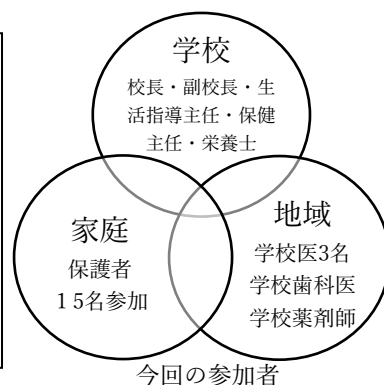 学校
校長・副校長・生
活指導主任・保健
主任・栄養士
家庭
保護者
15名参加
地域
学校医3名
学校歯科医
学校薬剤師
今回の参加者